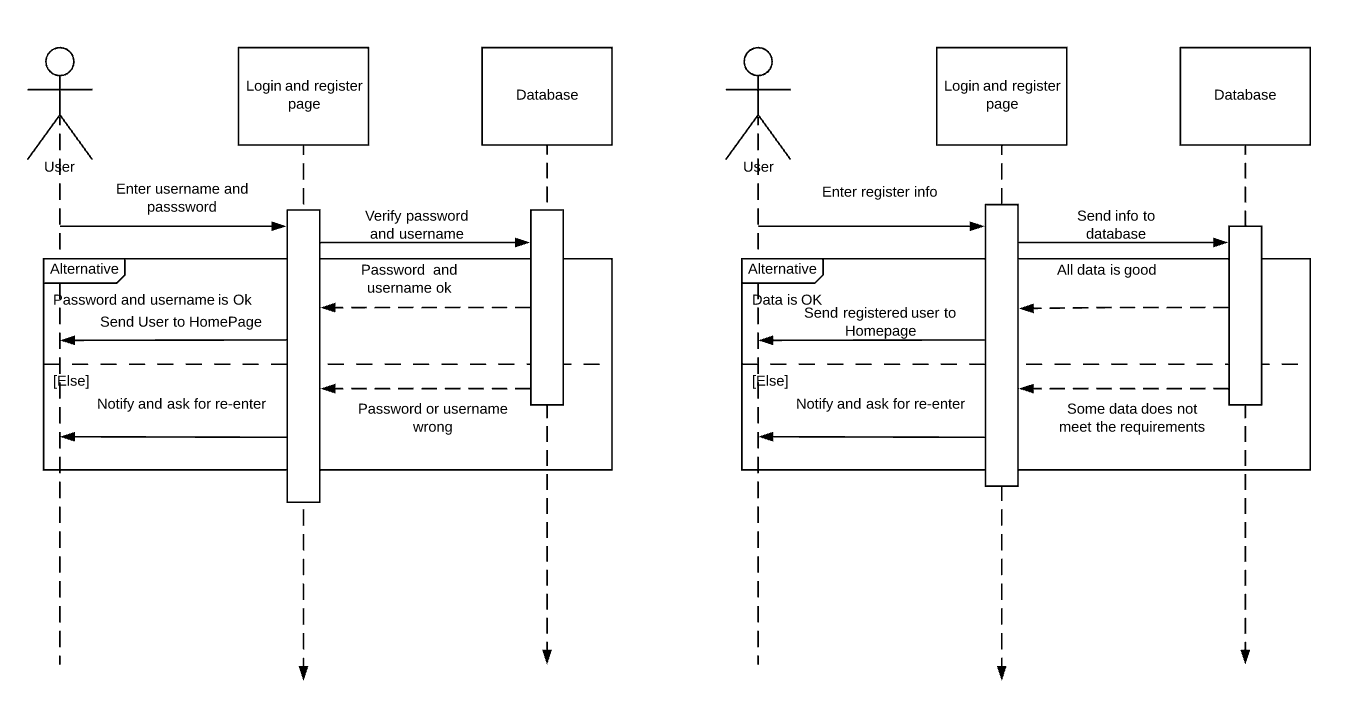 Login and register
page
Database
User
Enter username and
passsword
Verify password
and username
Alternative
Password  and
username ok
Password and username is Ok
Send User to HomePage
[Else]
Notify and ask for re-enter
Password or username
wrong
Login and register
page
Database
User
Enter register info
Send info to
database
Alternative
All data is good
Data is OK
Send registered user to
Homepage
[Else]
Notify and ask for re-enter
Some data does not
meet the requirements